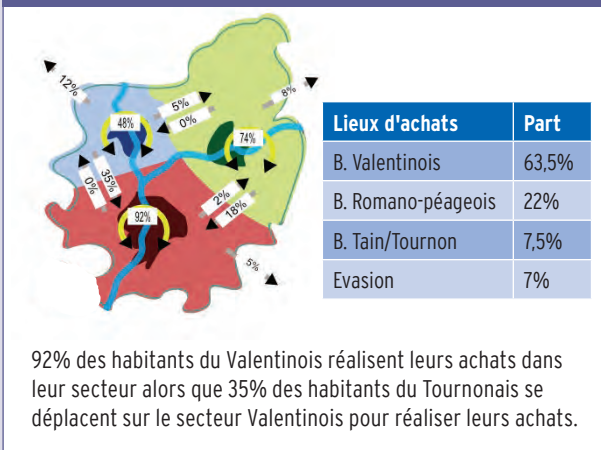 12%
5%
0%
8%
48%
74%
35%
0%
2%
18%
92%
5%
Lieux d'achats Part
B. Valentinois 63,5%
B. Romano-péageois 22%
B. Tain/Tournon 7,5%
Evasion 7%
92% des habitants du Valentinois réalisent leurs achats dans
leur secteur alors que 35% des habitants du Tournonais se
déplacent sur le secteur Valentinois pour réaliser leurs achats.